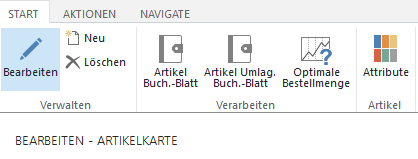 START AKTIONEN NAVIGATE
Bearbeiten
Neu
Löschen
Verwalten
Artikel
Buch.-Blatt
Artikel Umlag.
Buch.-Blatt
Optimale
Bestellmenge
Verarbeiten
Attribute
Artikel
BEARBEITEN - ARTIKELKARTE